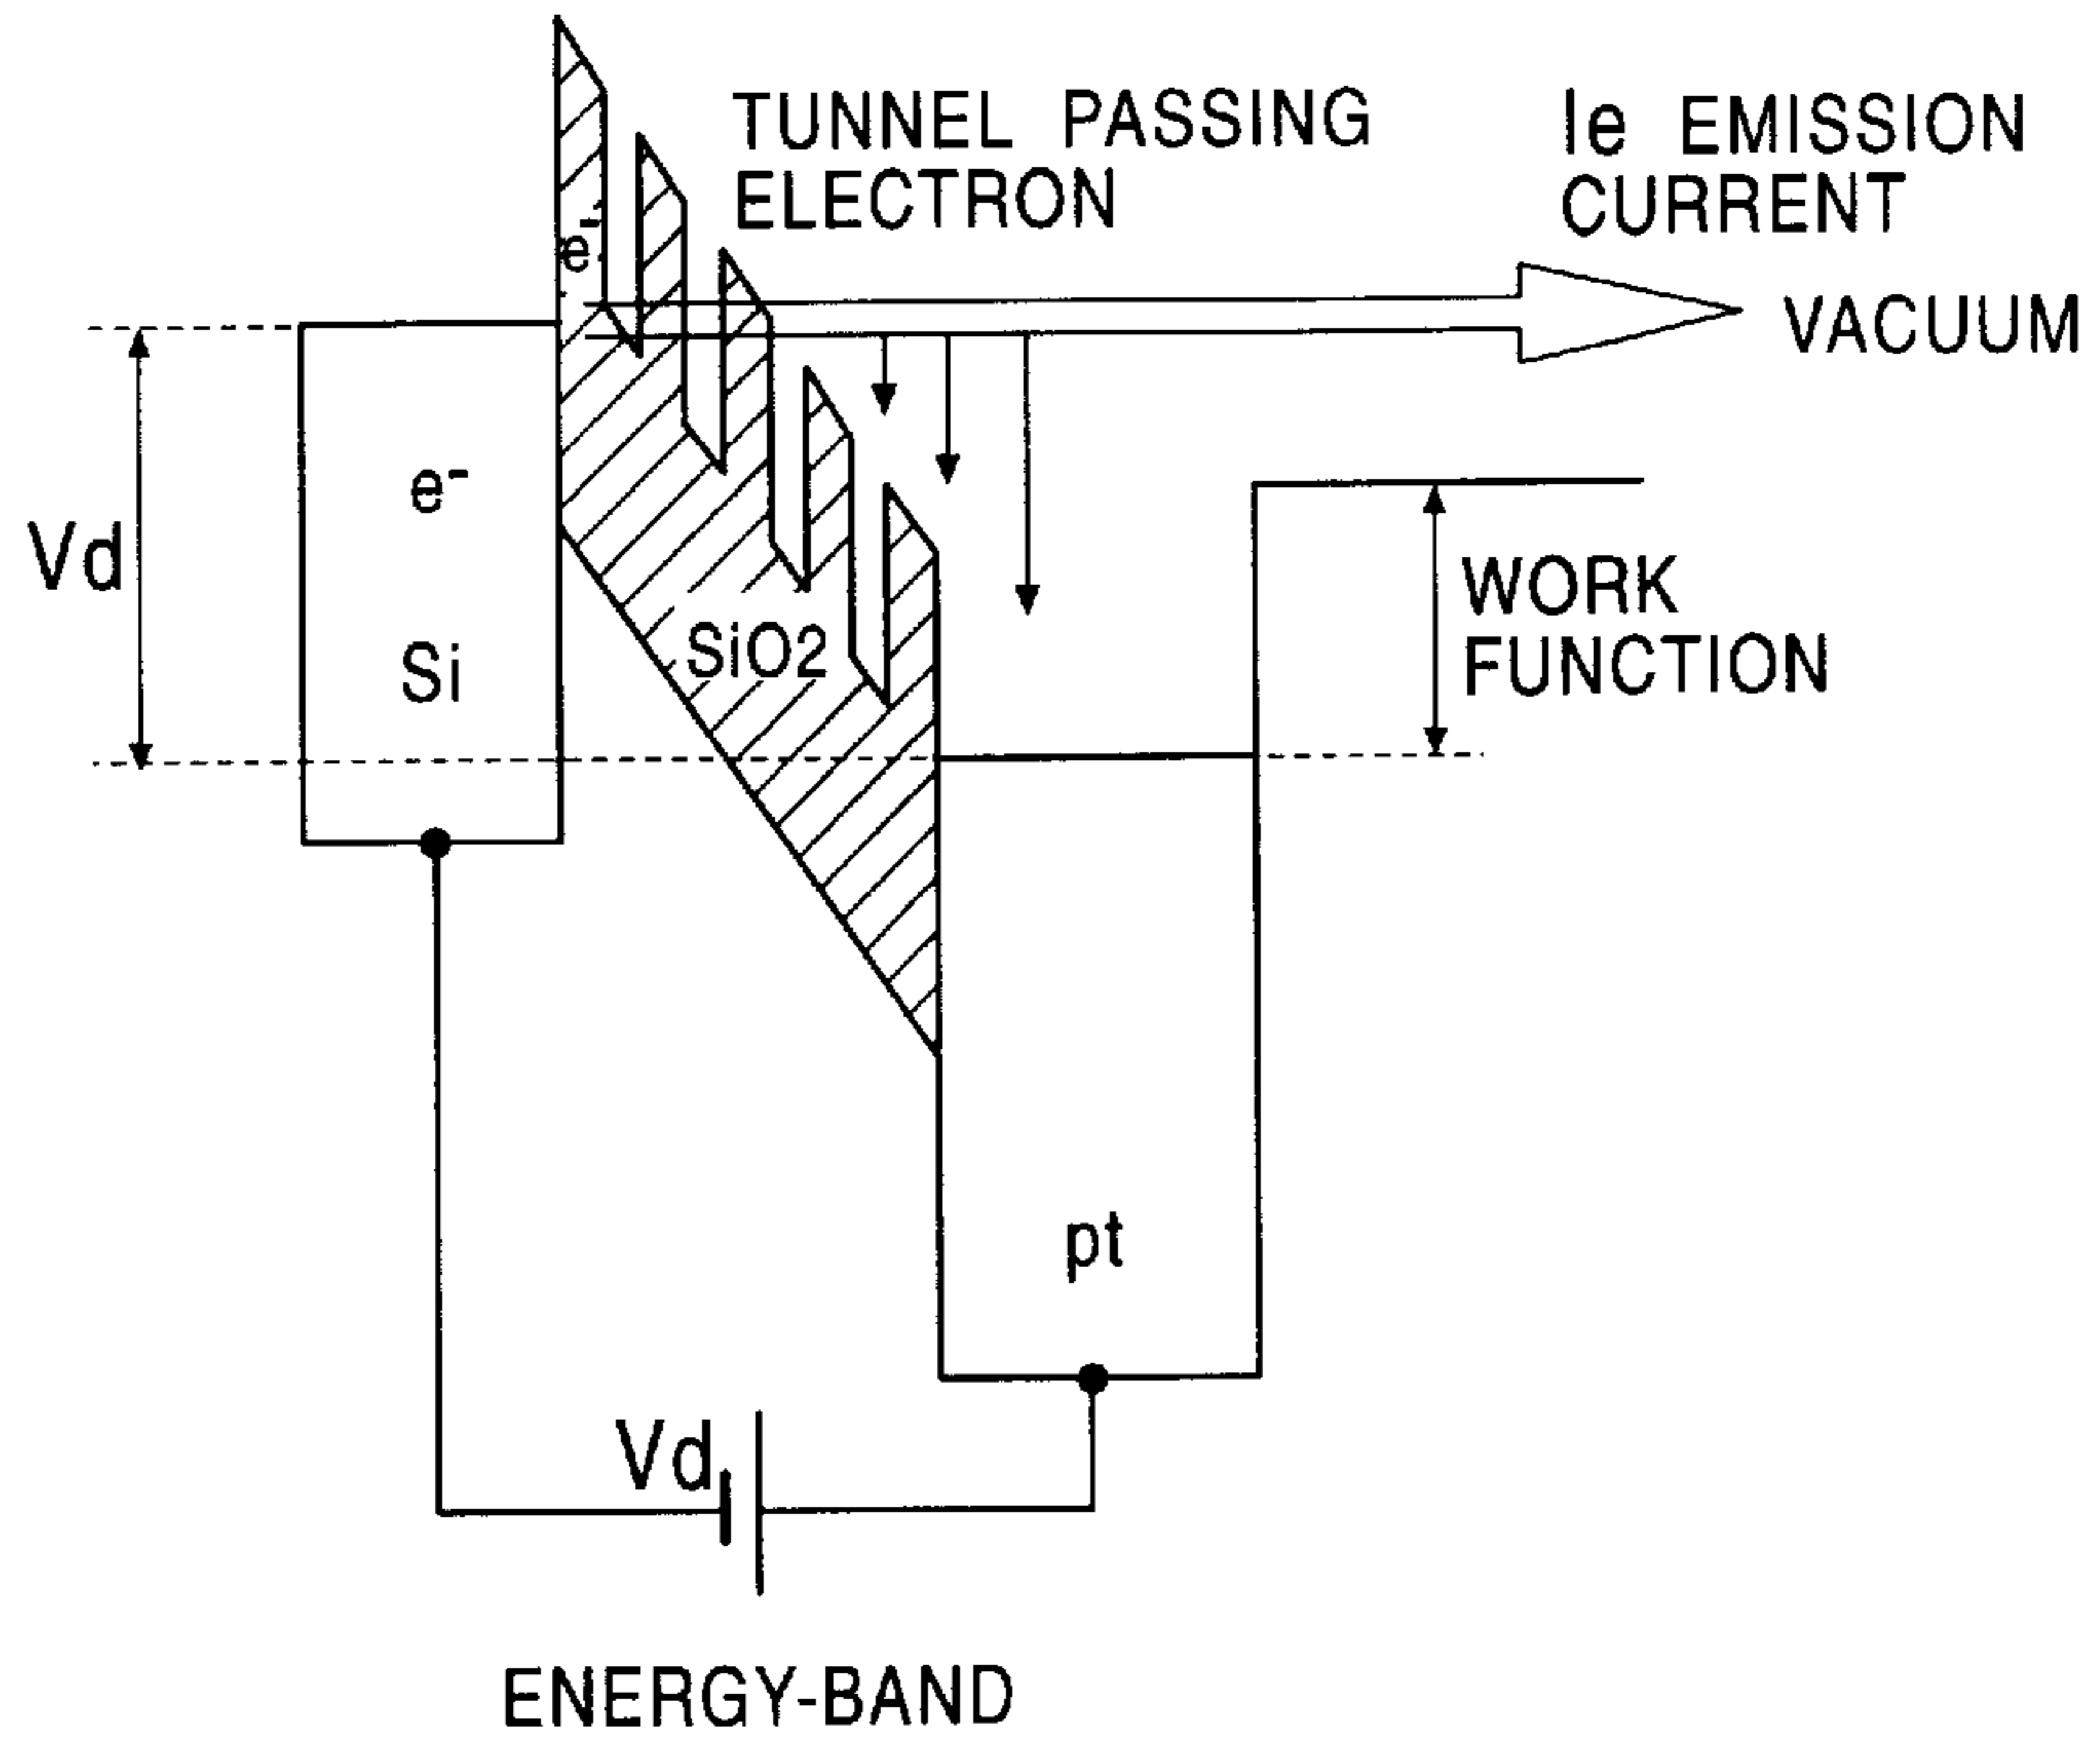 TUNNEL PASSING
ELECTRON
Ie EMISSION
CURRENT
e-
VACUUM
e-
Vd
Si
SiO2
WORK
FUNCTION
pt
Vd
ENERGY-BAND